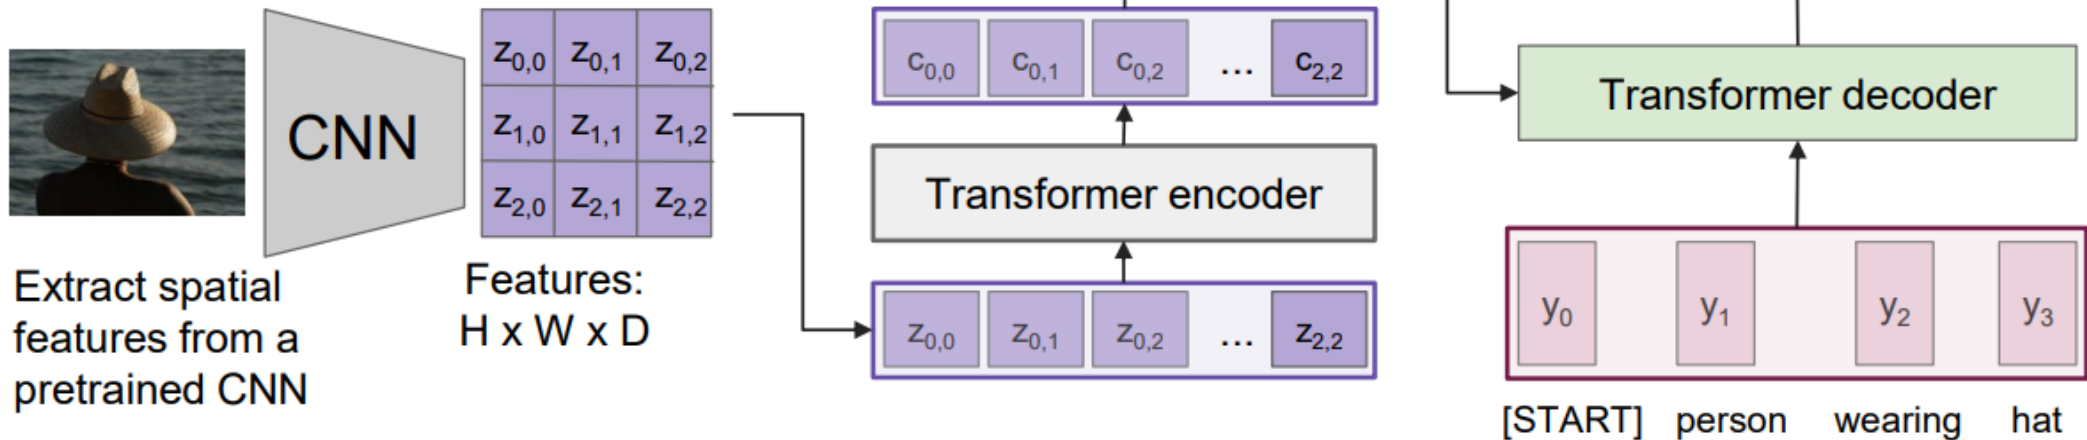 CNN
z0,0 z0,1 z0,2
z1,0 z1,1 z1,2
z2,0 z2,1 z2,2
Extract spatial
features from a
pretrained CNN
Features:
H x W x D
c0,0 c0,1 c0,2 ... c2,2
Transformer encoder
z0,0 z0,1 z0,2 ... z2,2
Transformer decoder
y0 y1 y2 y3
[START] person wearing hat